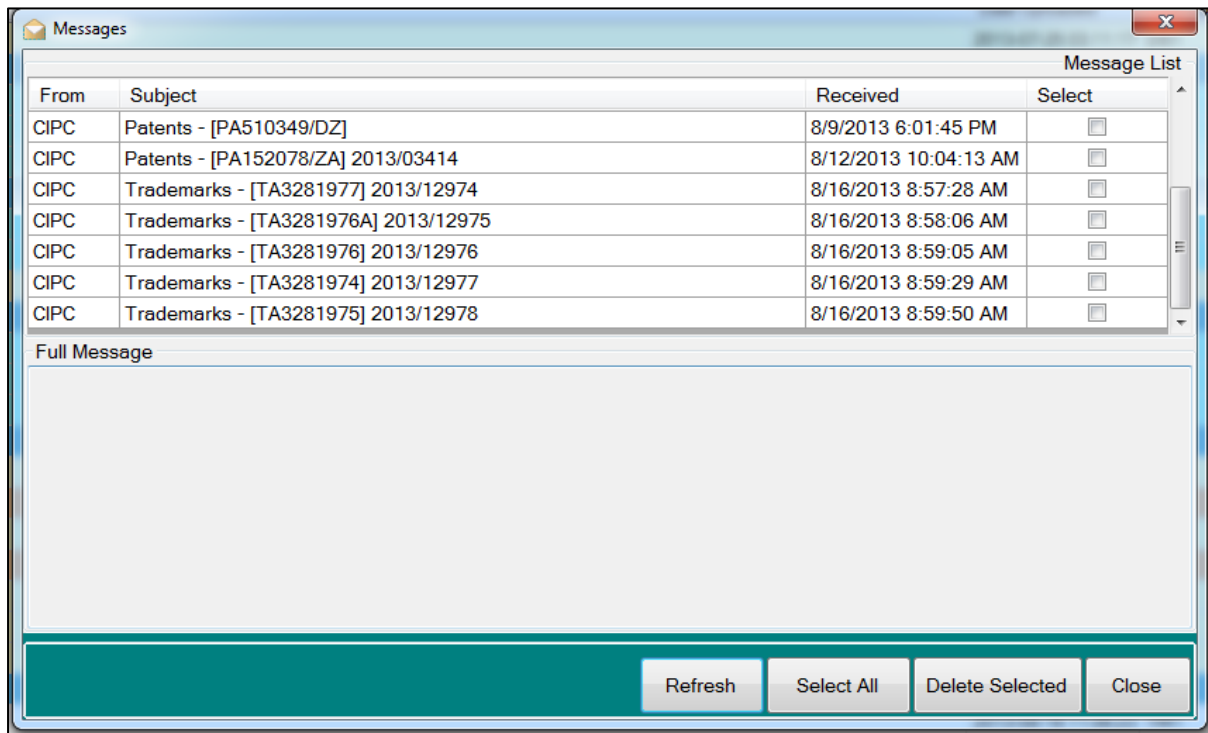 Messages
Message List
From Subject Received Select
CIPC Patents - [PA510349/DZ] 8/9/2013 6:01:45 PM
CIPC Patents - [PA152078/ZA] 2013/03414 8/12/2013 10:04:13 AM
CIPC Trademarks - [TA3281977] 2013/12974 8/16/2013 8:57:28 AM
CIPC Trademarks - [TA3281976A] 2013/12975 8/16/2013 8:58:06 AM
CIPC Trademarks - [TA3281976] 2013/12976 8/16/2013 8:59:05 AM
CIPC Trademarks - [TA3281974] 2013/12977 8/16/2013 8:59:29 AM
CIPC Trademarks - [TA3281975] 2013/12978 8/16/2013 8:59:50 AM
Full Message
Refresh Select All Delete Selected Close